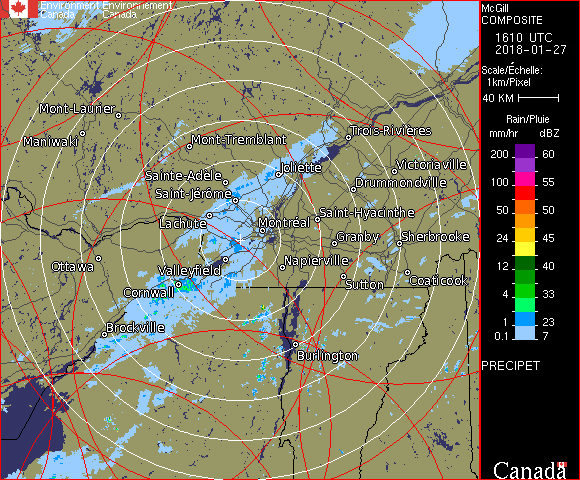 Environment Environnement
Canada Canada
Mont-Laurier
Maniwaki
Mont-Tremblant
Trois-Rivières
Sainte-Adèle
Joliette
Victoriaville
Saint-Jérôme
Drummondville
Lachute
Montréal
Saint-Hyacinthe
Granby
Sherbrooke
Ottawa
Valleyfield
Napierville
Cornwall
Sutton
Coaticook
Brockville
Burlington
McGill
COMPOSITE
1610 UTC
2018-01-27
Scale/Échelle:
1km/Pixel
40 KM
Rain/Pluie
mm/hr dBZ
200 60
100 55
50 50
24 45
12 40
4 33
1 23
0.1 7
PRECIPET
Canada